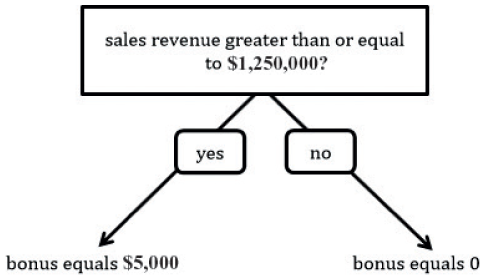 sales revenue greater than or equal
to $1,250,000?
yes
no
bonus equals $5,000
bonus equals 0